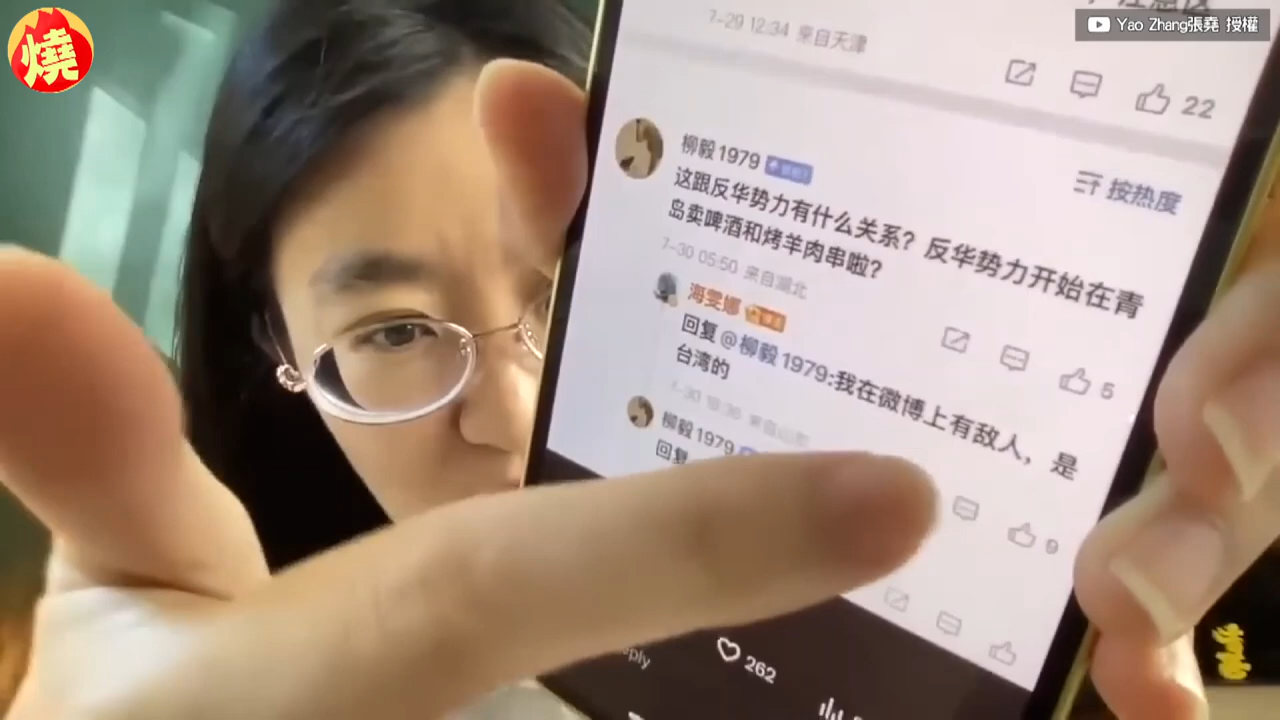 燒
Yao Zhang張堯 授權
7-29 12:34 来自天津
22
按热度
柳毅1979
这跟反华势力有什么关系？反华势力开始在青
岛卖啤酒和烤羊肉串啦？
7-30 05:50 来自湖北
5
海雯娜
回复@柳毅1979:我在微博上有敌人，是
台湾的
9
柳毅1979
回复
262